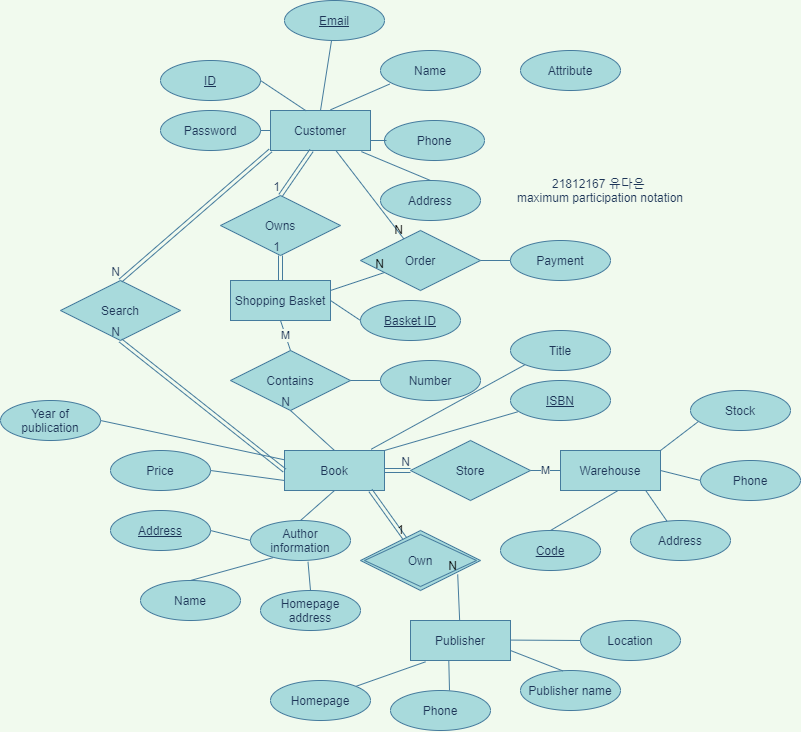 Email
ID
Name
Attribute
Password
Customer
Phone
21812167 유다은
maximum participation notation
1
Address
Owns
N
1
Order
Payment
N
N
Search
Shopping Basket
Basket ID
N
M
Title
Contains
Number
N
ISBN
Year of
publication
Stock
Price
Book
N
Store
M
Warehouse
Phone
Address
Author
information
1
Own
N
Code
Address
Name
Homepage
address
Publisher
Location
Homepage
Phone
Publisher name